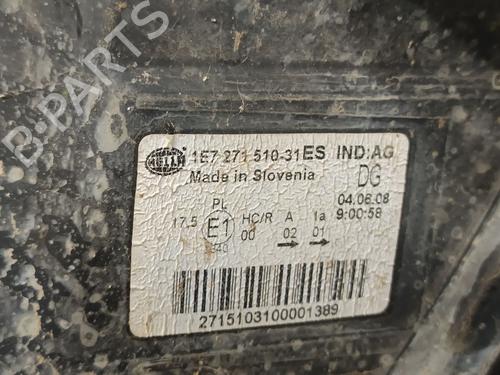 B-PARTS
HELLA 1E7 271 510-31ES IND:AG
Made in Slovenia DG
PL 04.06.08
17.5 E1 HC/R A 1a 9:00:58
00 02 01
2715103100001389